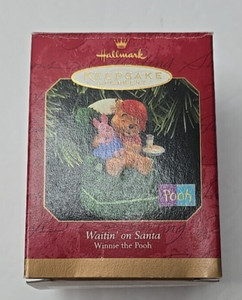 Hallmark
KEEPSAKE
Pooh
Waitin' on Santa
Winnie the Pooh